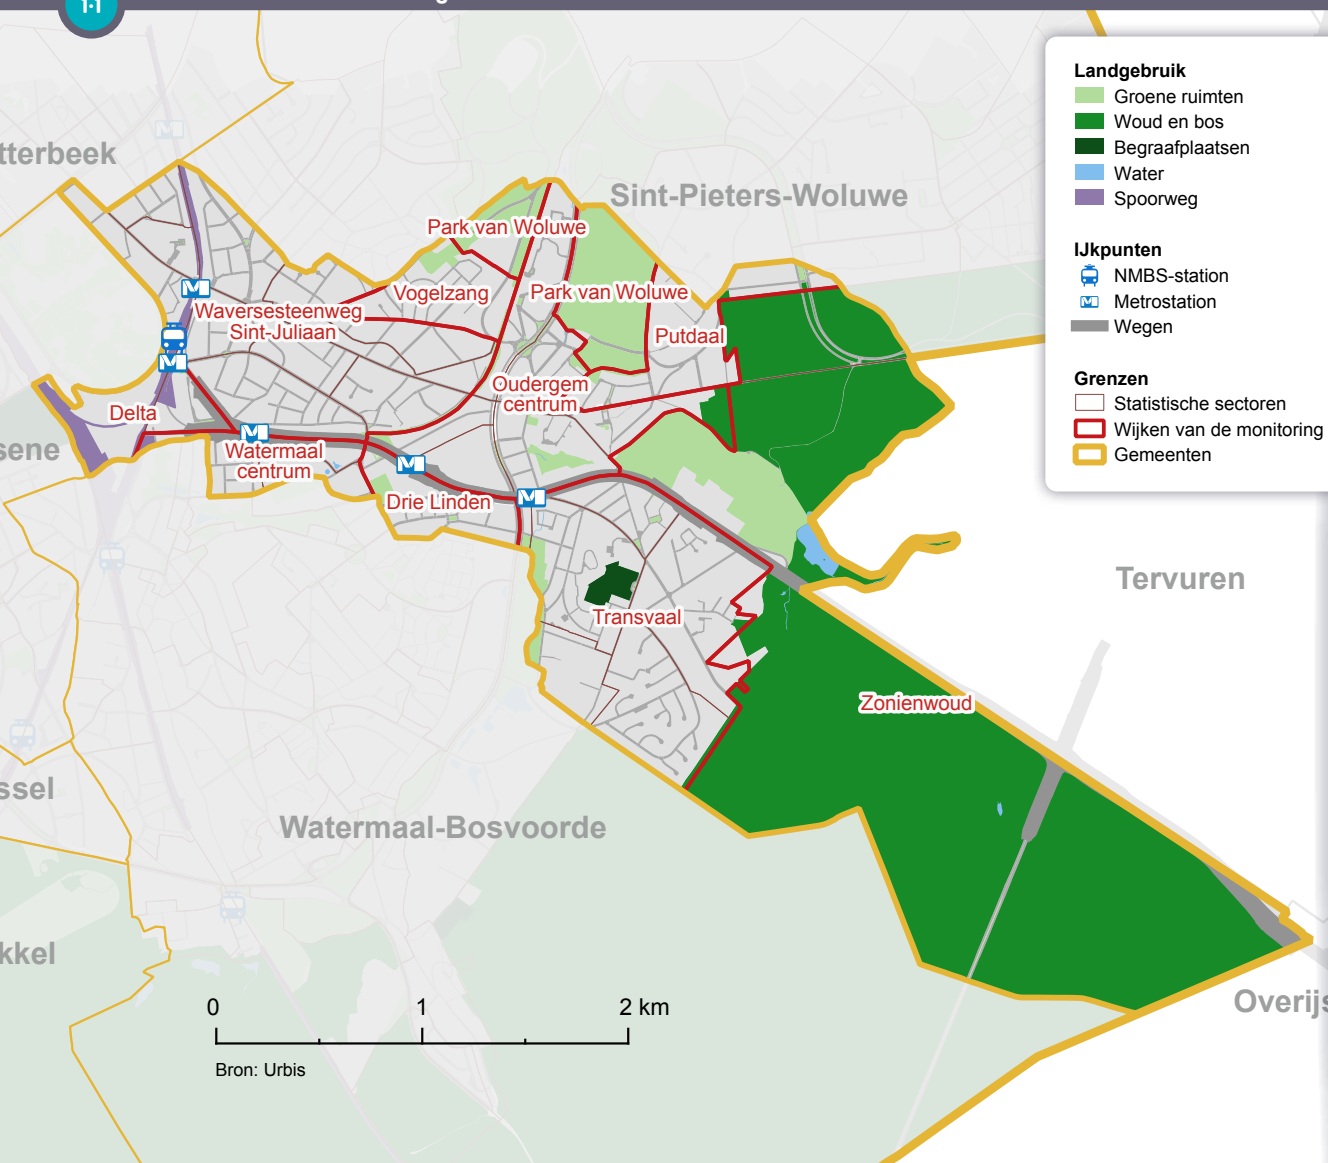 1·1
Landgebruik
Groene ruimten
Woud en bos
Begraafplaatsen
Water
Spoorweg
IJkpunten
NMBS-station
Metrostation
Wegen
Grenzen
Statistische sectoren
Wijken van de monitoring
Gemeenten
tterbeek
Sint-Pieters-Woluwe
Park van Woluwe
Vogelzang
Park van Woluwe
Waversesteenweg
Sint-Juliaan
Putdaal
Oudergem
centrum
Delta
sene
Watermaal
centrum
Drie Linden
Tervuren
Transvaal
Zonienwoud
ssel
Watermaal-Bosvoorde
kkel
Overijs
0 1 2 km
Bron: Urbis